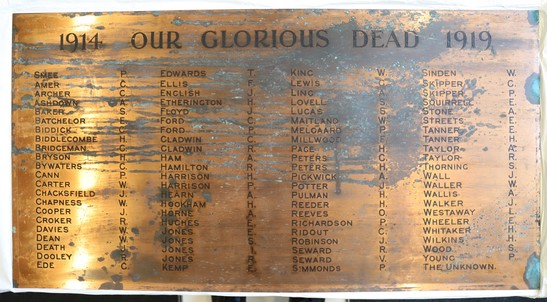 1914 OUR GLORIOUS DEAD 1919
SMEE P.
AMER A.
ARCHER C.
ASHDOWN A.
BAKER S.
BATCHELOR E.
BIDDICK C.
BIDDLECOMBE H.
BRIDGEMAN C.
BRYSON H.
BYWATERS
CANN P.
CARTER W.
CHACKSFIELD J.
CHAPNESS W.
COOPER J.
CROKER
DAVIES W.
DEAN W.
DEATH
DOOLEY
EDE C.
EDWARDS T.
ELLIS F.
ENGLISH J.
ETHERINGTON H.
FLOYD J.
FORD C.
FORD P.
GLADWIN C.
GLADWIN R.
HAM A.
HAMILTON
HARRISON H.
HARRISON P.
HEARN A.
HOOKHAM H.
HORNE A.
HUGHES E.
JONES
JONES
JONES
JONES
KEMP E.
KING W.
LEWIS
LING
LOVELL
LUCAS
MAITLAND W.
MELGAARD P.
MILLWOOD
PAGE H.
PETERS C.
PETERS H.
PICKWICK A.
POTTER J.
PULMAN H.
REEDER H.
REEVES O.
RICHARDSON P.
RIDOUT C.
ROBINSON J.
SEWARD R.
SEWARD V.
SIMMONDS P.
SINDEN W.
SKIPPER C.
SKIPPER P.
SQUIRRELL E.
STONE A.
STREETS E.
TANNER E.
TANNER H.
TAYLOR A.
TAYLOR R.
THORNING S.
WALL J.
WALLER W.
WALLIS A.
WALKER J.
WESTAWAY L.
WHEELER F.
WHITAKER H.
WILKINS H.
WOOD S.
YOUNG P.
THE UNKNOWN.